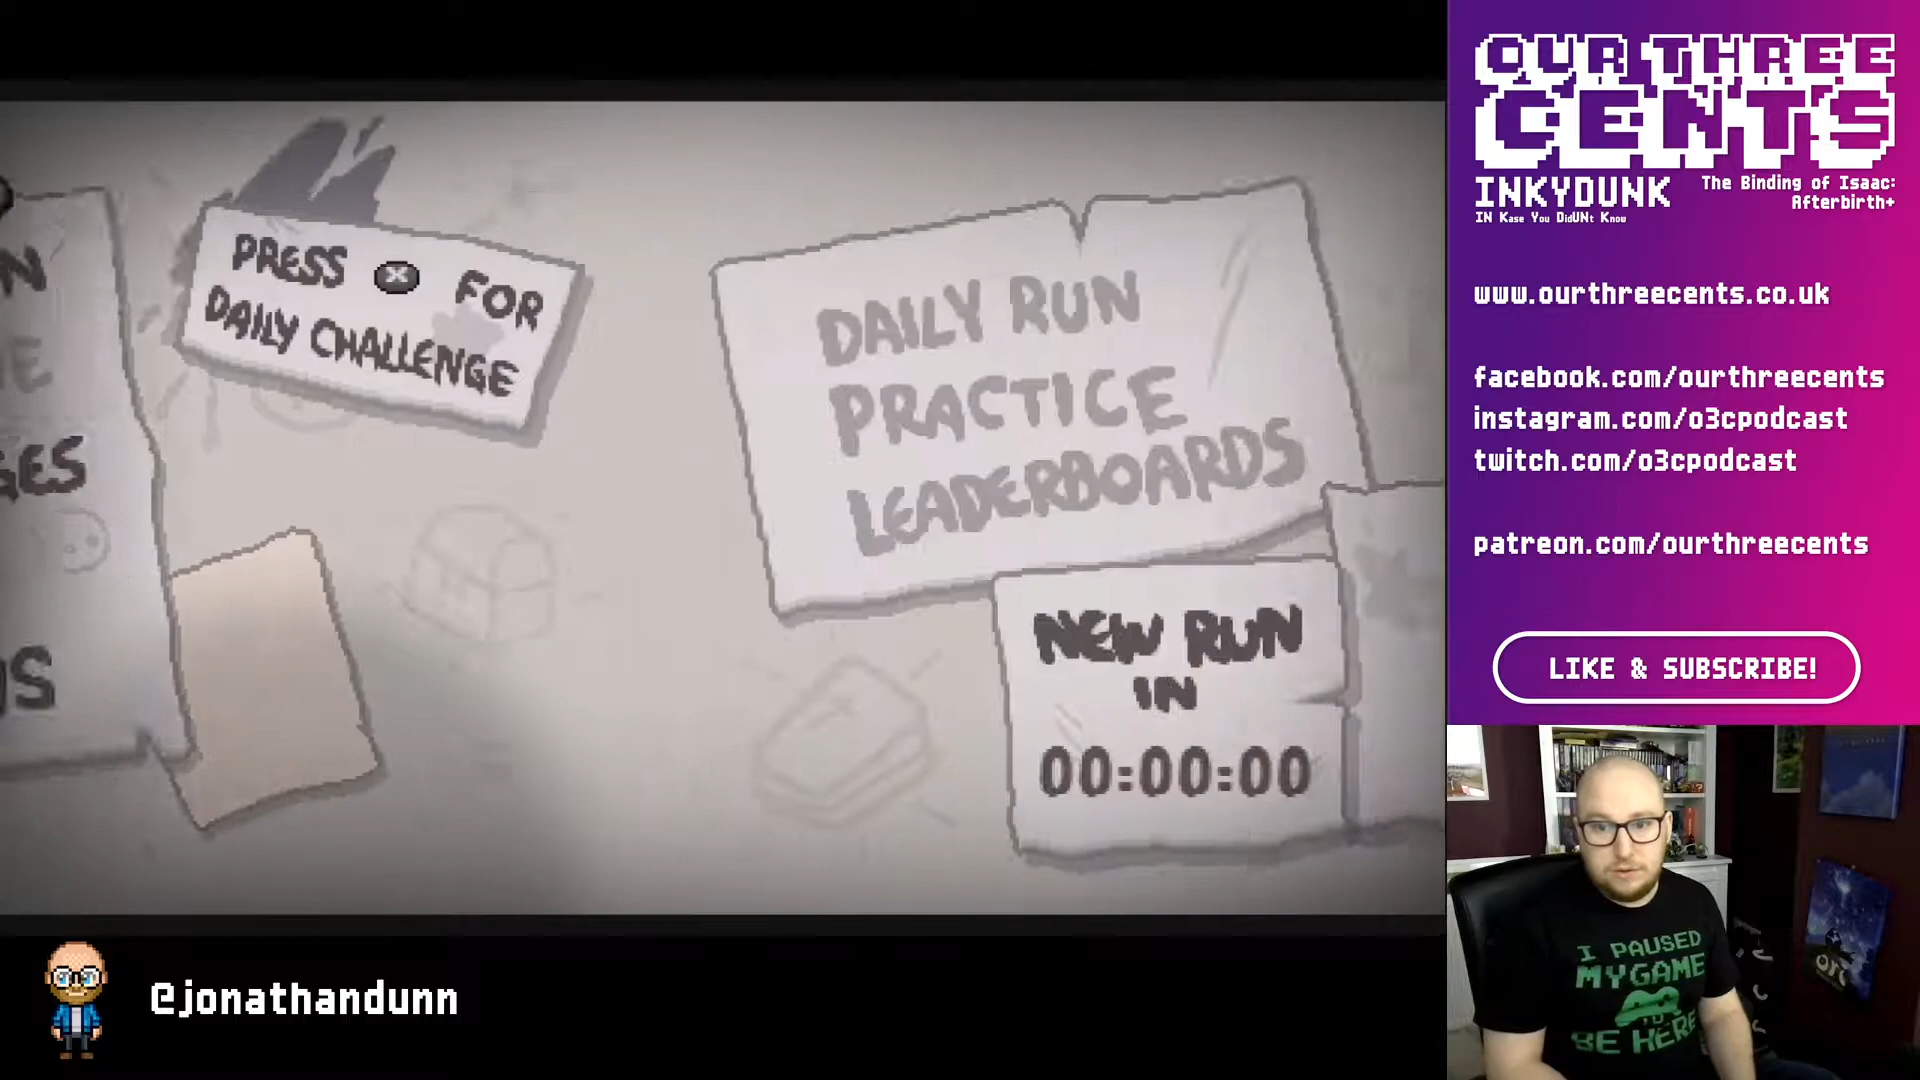 PRESS X FOR
DAILY CHALLENGE
DAILY RUN
PRACTICE
LEADERBOARDS
NEW RUN
IN
00:00:00
@jonathandunn
OUR THREE
CENTS
INKYDUNK
IN Kase You DidUNt Know
The Binding of Isaac:
Afterbirth+
www.ourthreecents.co.uk
facebook.com/ourthreecents
instagram.com/o3cpodcast
twitch.com/o3cpodcast
patreon.com/ourthreecents
LIKE & SUBSCRIBE!
I PAUSED
MY GAME
TO
BE HERE
ori